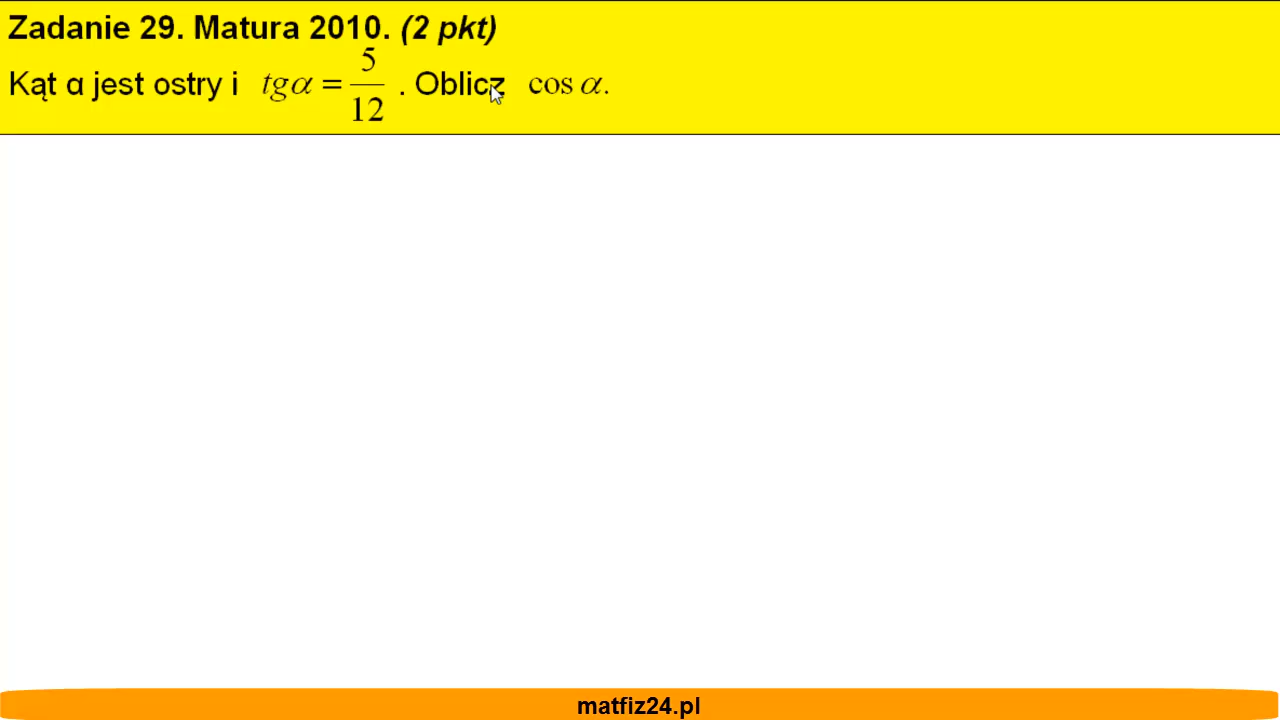 Zadanie 29. Matura 2010. (2 pkt)
Kąt α jest ostry i tgα = 5/12 . Oblicz cos α.
matfiz24.pl